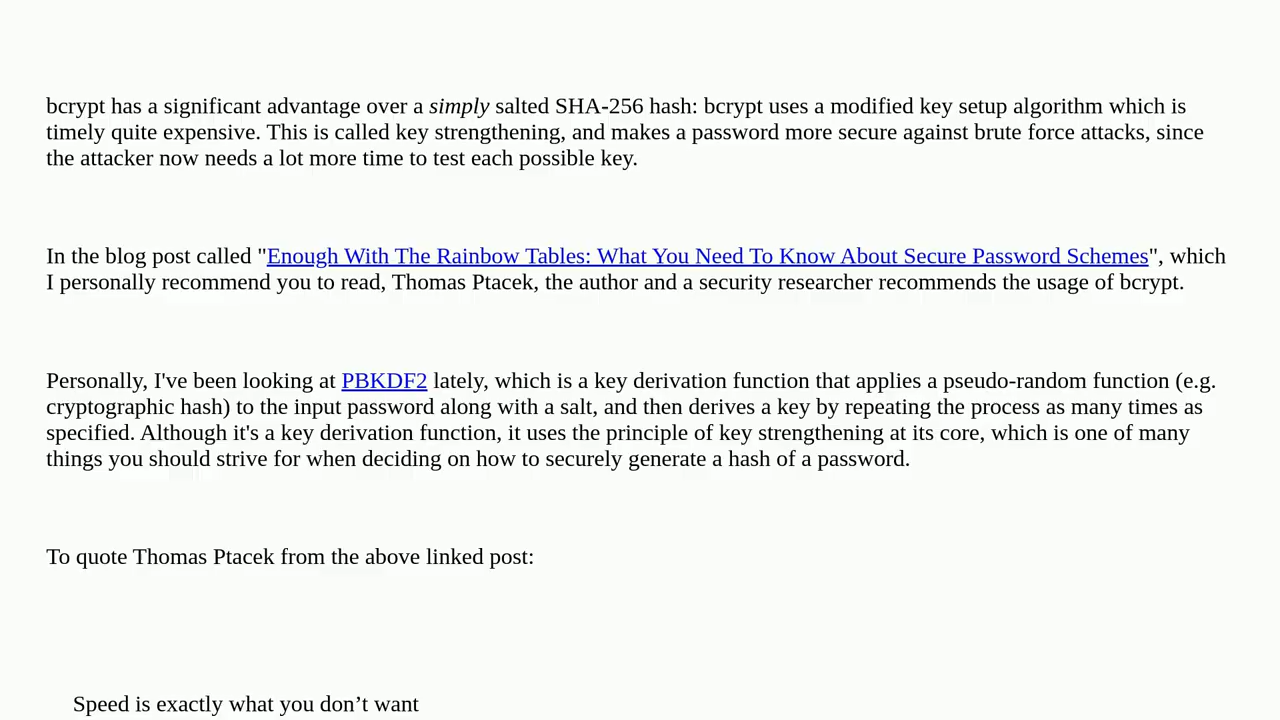 bcrypt has a significant advantage over a simply salted SHA-256 hash: bcrypt uses a modified key setup algorithm which is
timely quite expensive. This is called key strengthening, and makes a password more secure against brute force attacks, since
the attacker now needs a lot more time to test each possible key.
In the blog post called "Enough With The Rainbow Tables: What You Need To Know About Secure Password Schemes", which
I personally recommend you to read, Thomas Ptacek, the author and a security researcher recommends the usage of bcrypt.
Personally, I've been looking at PBKDF2 lately, which is a key derivation function that applies a pseudo-random function (e.g.
cryptographic hash) to the input password along with a salt, and then derives a key by repeating the process as many times as
specified. Although it's a key derivation function, it uses the principle of key strengthening at its core, which is one of many
things you should strive for when deciding on how to securely generate a hash of a password.
To quote Thomas Ptacek from the above linked post:
Speed is exactly what you don’t want